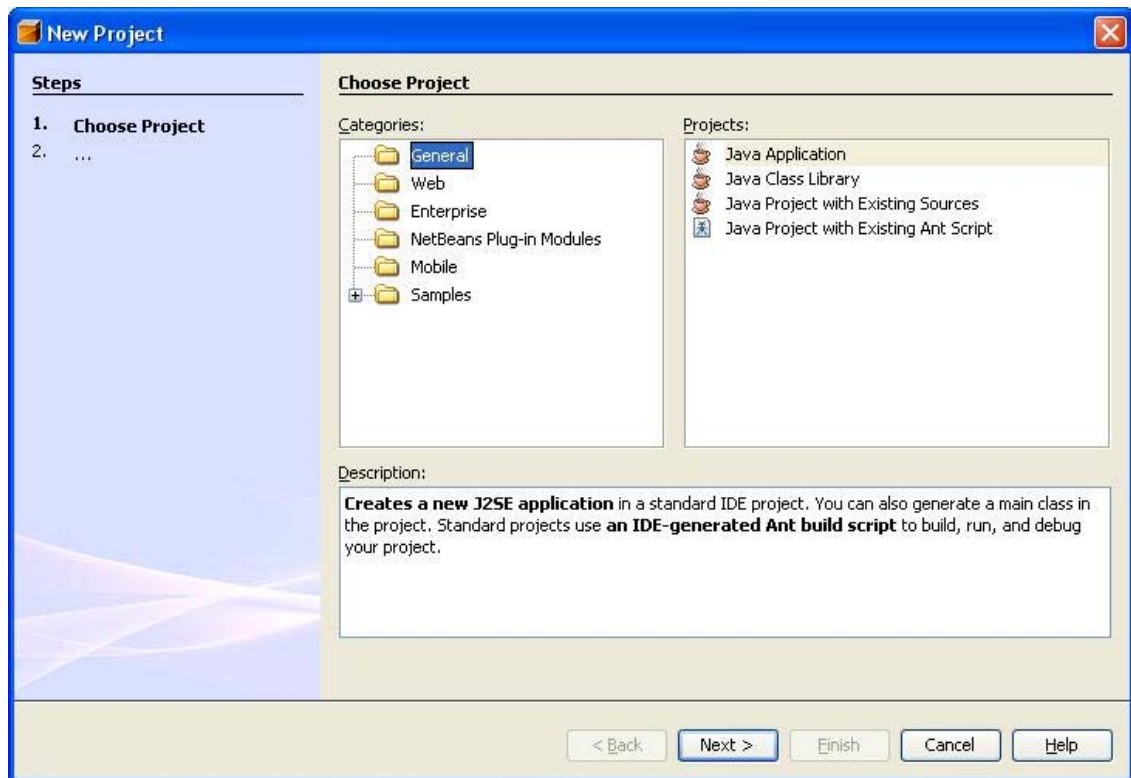 New Project
Steps
1. Choose Project
2. ...
Choose Project
Categories:
General
Web
Enterprise
NetBeans Plug-in Modules
Mobile
Samples
Projects:
Java Application
Java Class Library
Java Project with Existing Sources
Java Project with Existing Ant Script
Description:
Creates a new J2SE application in a standard IDE project. You can also generate a main class in
the project. Standard projects use an IDE-generated Ant build script to build, run, and debug
your project.
< Back
Next >
Finish
Cancel
Help